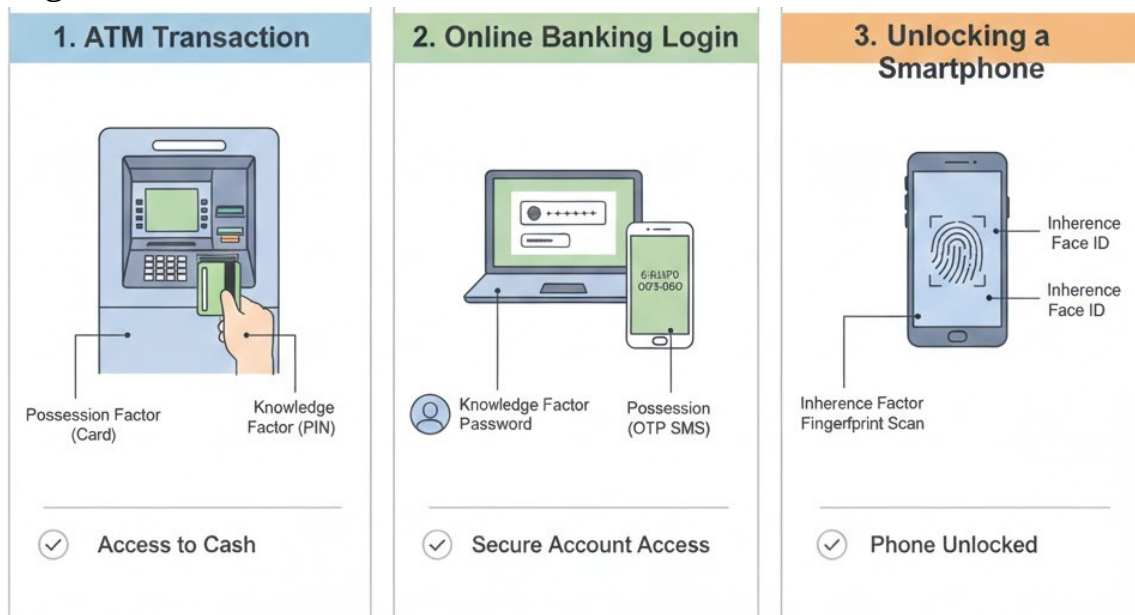 1. ATM Transaction
Possession Factor
(Card)
Knowledge
Factor (PIN)
Access to Cash
2. Online Banking Login
Knowledge Factor
Password
Possession
(OTP SMS)
Secure Account Access
3. Unlocking a
Smartphone
Inherence
Face ID
Inherence
Face ID
Inherence Factor
Fingerfprint Scan
Phone Unlocked